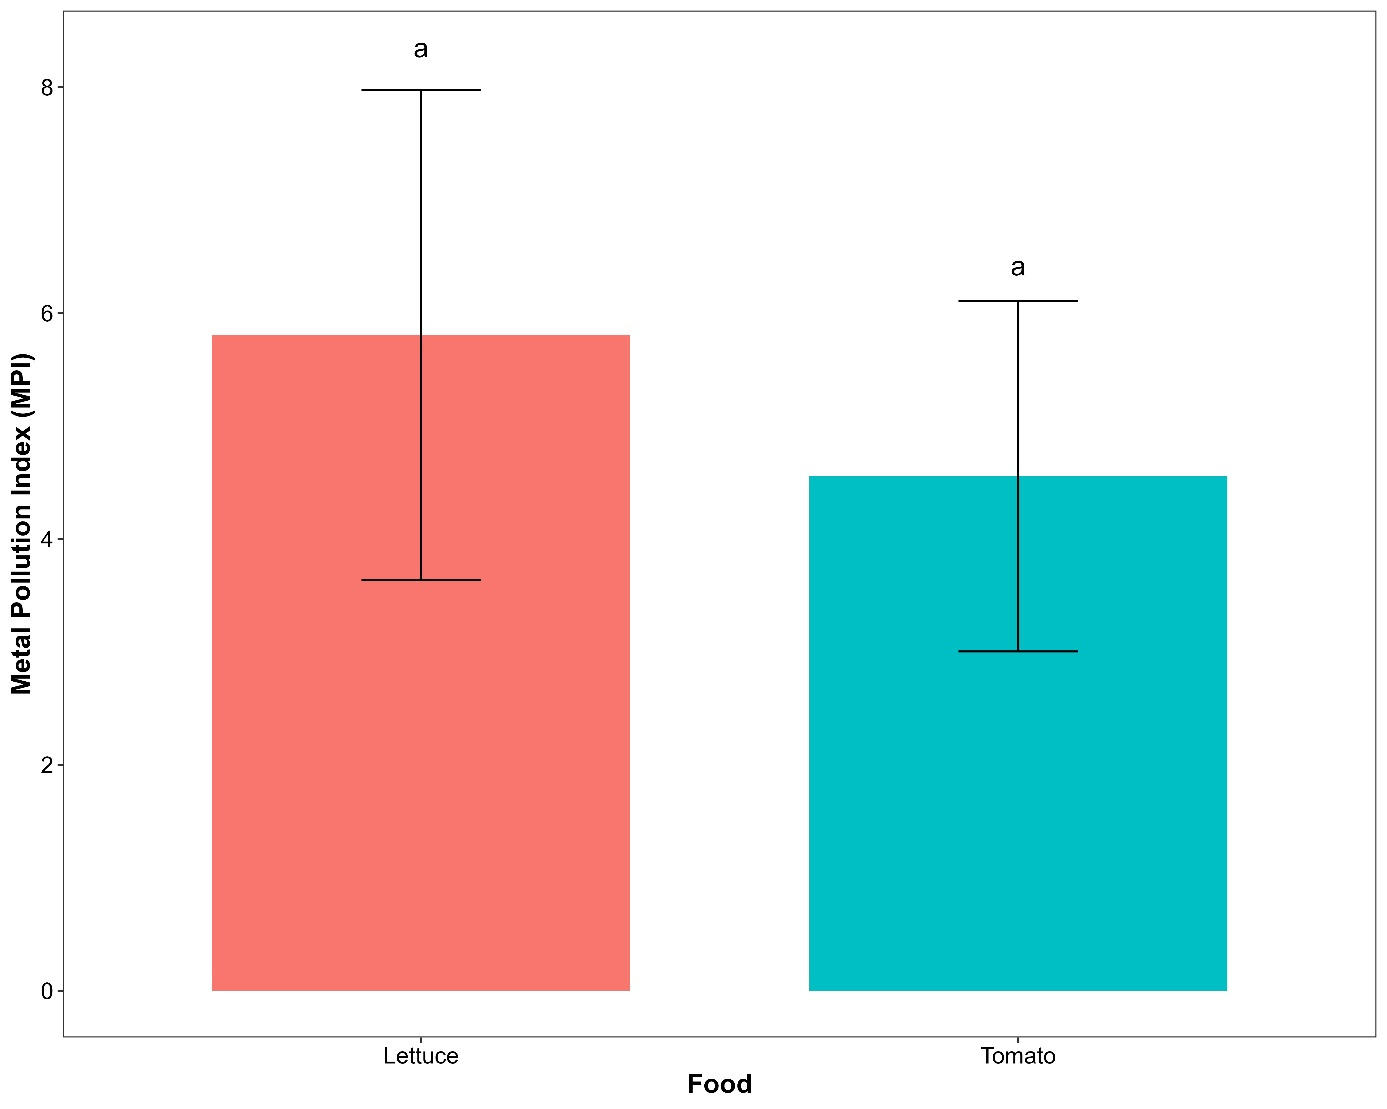 a
8
a
6
4
2
0
Metal Pollution Index (MPI)
Lettuce
Tomato
Food